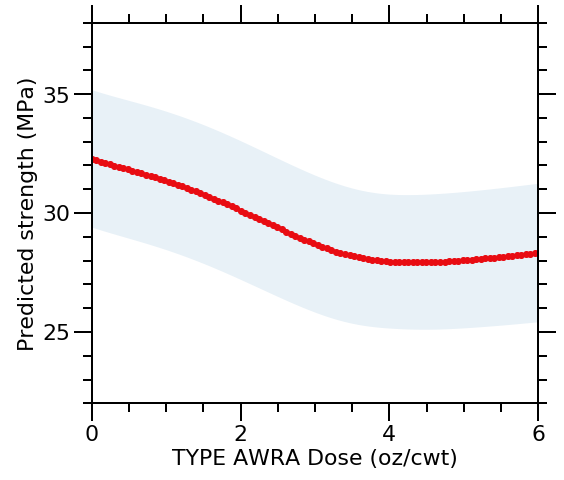 Predicted strength (MPa)
35
30
25
0 2 4 6
TYPE AWRA Dose (oz/cwt)